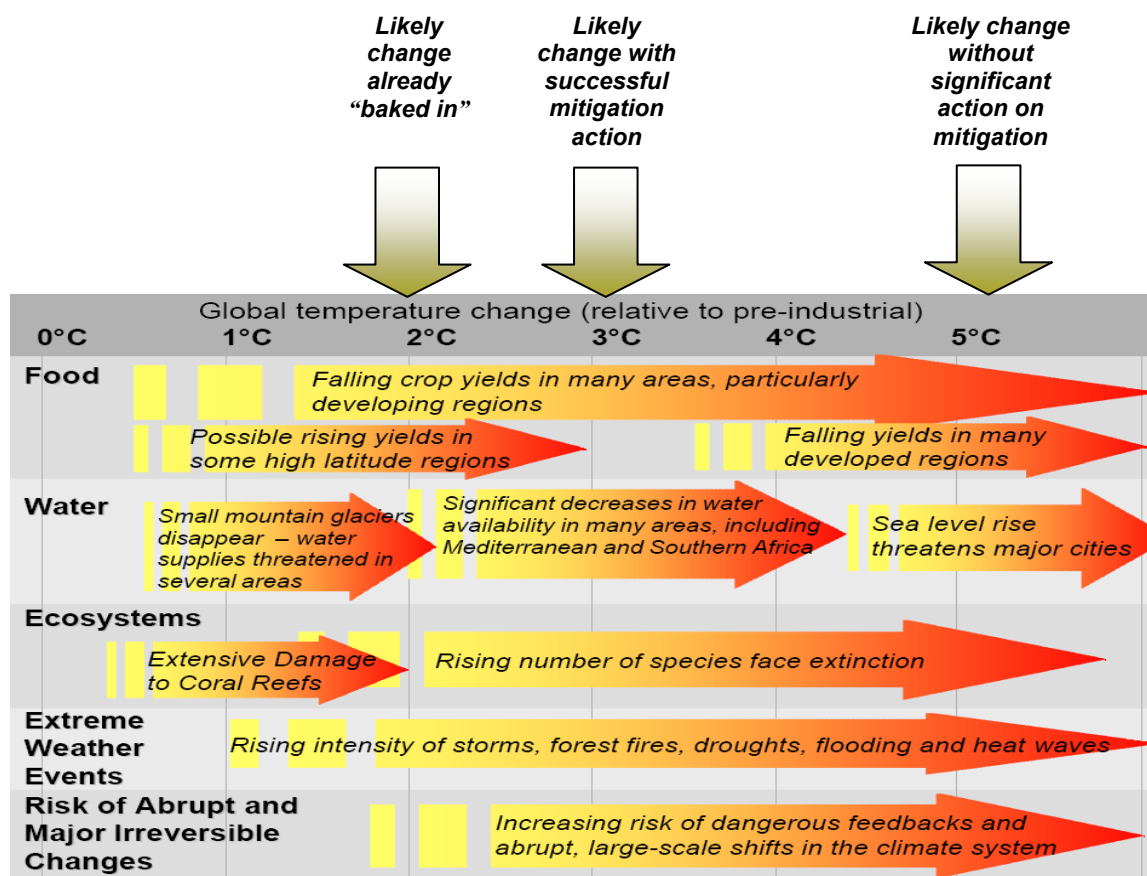 Likely
change
already
“baked in”
Likely
change with
successful
mitigation
action
Likely change
without
significant
action on
mitigation
Global temperature change (relative to pre-industrial)
0°C 1°C 2°C 3°C 4°C 5°C
Food
Falling crop yields in many areas, particularly
developing regions
Possible rising yields in
some high latitude regions
Falling yields in many
developed regions
Water
Small mountain glaciers
disappear – water
supplies threatened in
several areas
Significant decreases in water
availability in many areas, including
Mediterranean and Southern Africa
Sea level rise
threatens major cities
Ecosystems
Extensive Damage
to Coral Reefs
Rising number of species face extinction
Extreme
Weather
Events
Rising intensity of storms, forest fires, droughts, flooding and heat waves
Risk of Abrupt and
Major Irreversible
Changes
Increasing risk of dangerous feedbacks and
abrupt, large-scale shifts in the climate system